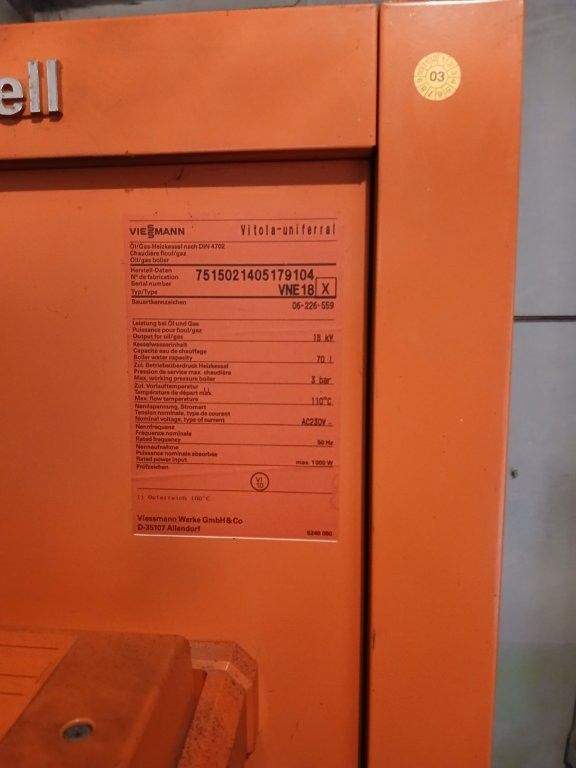 ell
03
VIESMANN Vitola-uniferral
Öl/Gas-Heizkessel nach DIN 4702
Chaudière fioul/gaz
Oil/gas boiler
Herstell-Daten
N° de fabrication
Serial number
7515021405179104
Typ/Type VNE18 X
Bauartkennzeichen 06-226-559
Leistung bei Öl und Gas
Puissance pour fioul/gaz
Output for oil/gas 18 kW
Kesselwasserinhalt
Capacité eau de chauffage
Boiler water capacity 70 l
Zul. Betriebsüberdruck Heizkessel
Pression de service max. chaudière
Max. working pressure boiler 3 bar
Zul. Vorlauftemperatur
Température de départ max.
Max. flow temperature 110°C
Nennspannung, Stromart
Tension nominale, type de courant
Nominal voltage, type of current AC230V~
Nennfrequenz
Fréquence nominale
Rated frequency 50 Hz
Nennaufnahme
Puissance nominale absorbée
Rated power input max. 1000 W
Prüfzeichen
VI
10
1) Österreich 100°C
Viessmann Werke GmbH & Co
D-35107 Allendorf